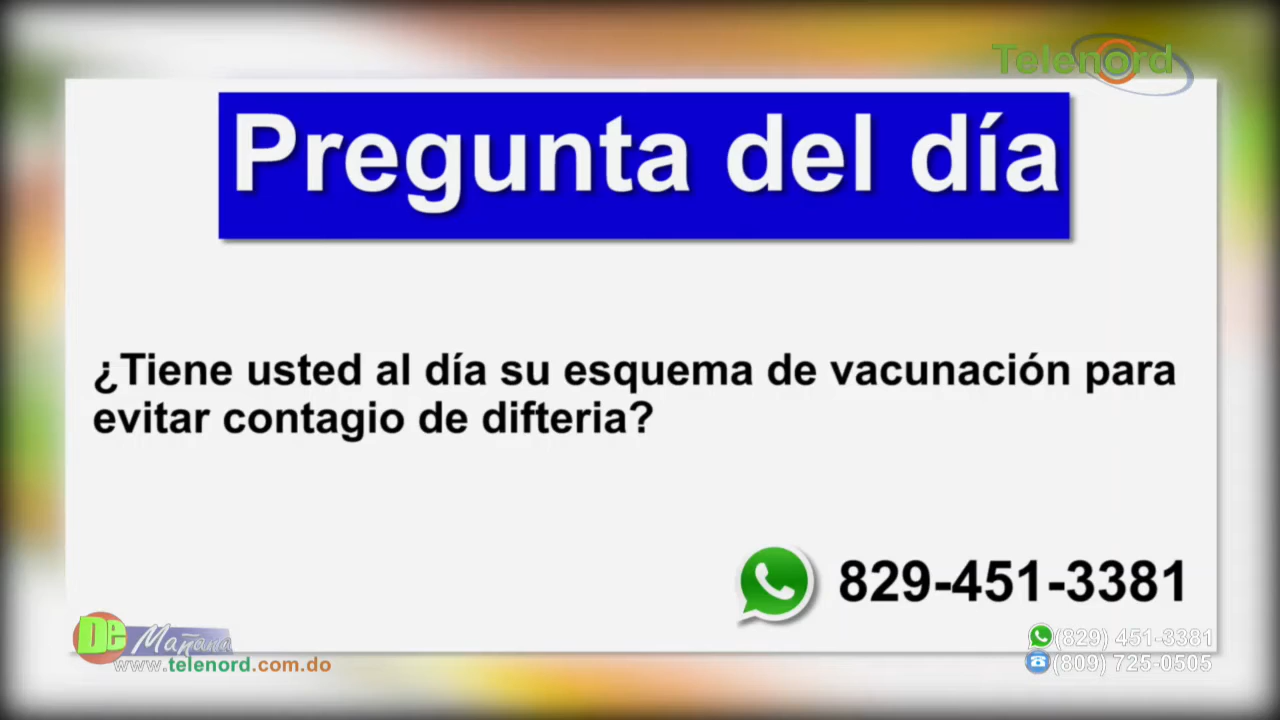 Telenord
Pregunta del día
¿Tiene usted al día su esquema de vacunación para
evitar contagio de difteria?
829-451-3381
De Mañana
www.telenord.com.do
(829) 451-3381
(809) 725-0505